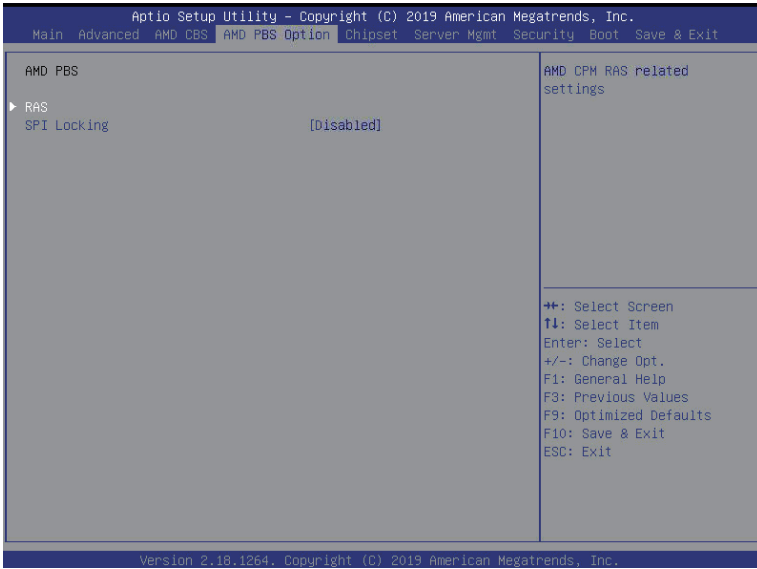 Aptio Setup Utility – Copyright (C) 2019 American Megatrends, Inc.
Main Advanced AMD CBS AMD PBS Option Chipset Server Mgmt Security Boot Save & Exit
AMD PBS
RAS
SPI Locking [Disabled]
AMD CPM RAS related
settings
→←: Select Screen
↑↓: Select Item
Enter: Select
+/-: Change Opt.
F1: General Help
F3: Previous Values
F9: Optimized Defaults
F10: Save & Exit
ESC: Exit
Version 2.18.1264. Copyright (C) 2019 American Megatrends, Inc.